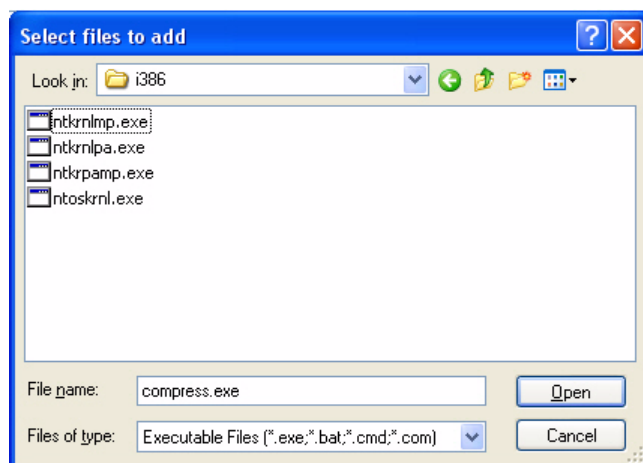 Select files to add
Look in: i386
ntkrnlmp.exe
ntkrnlpa.exe
ntkrpamp.exe
ntoskrnl.exe
File name: compress.exe Open
Files of type: Executable Files (*.exe;*.bat;*.cmd;*.com) Cancel